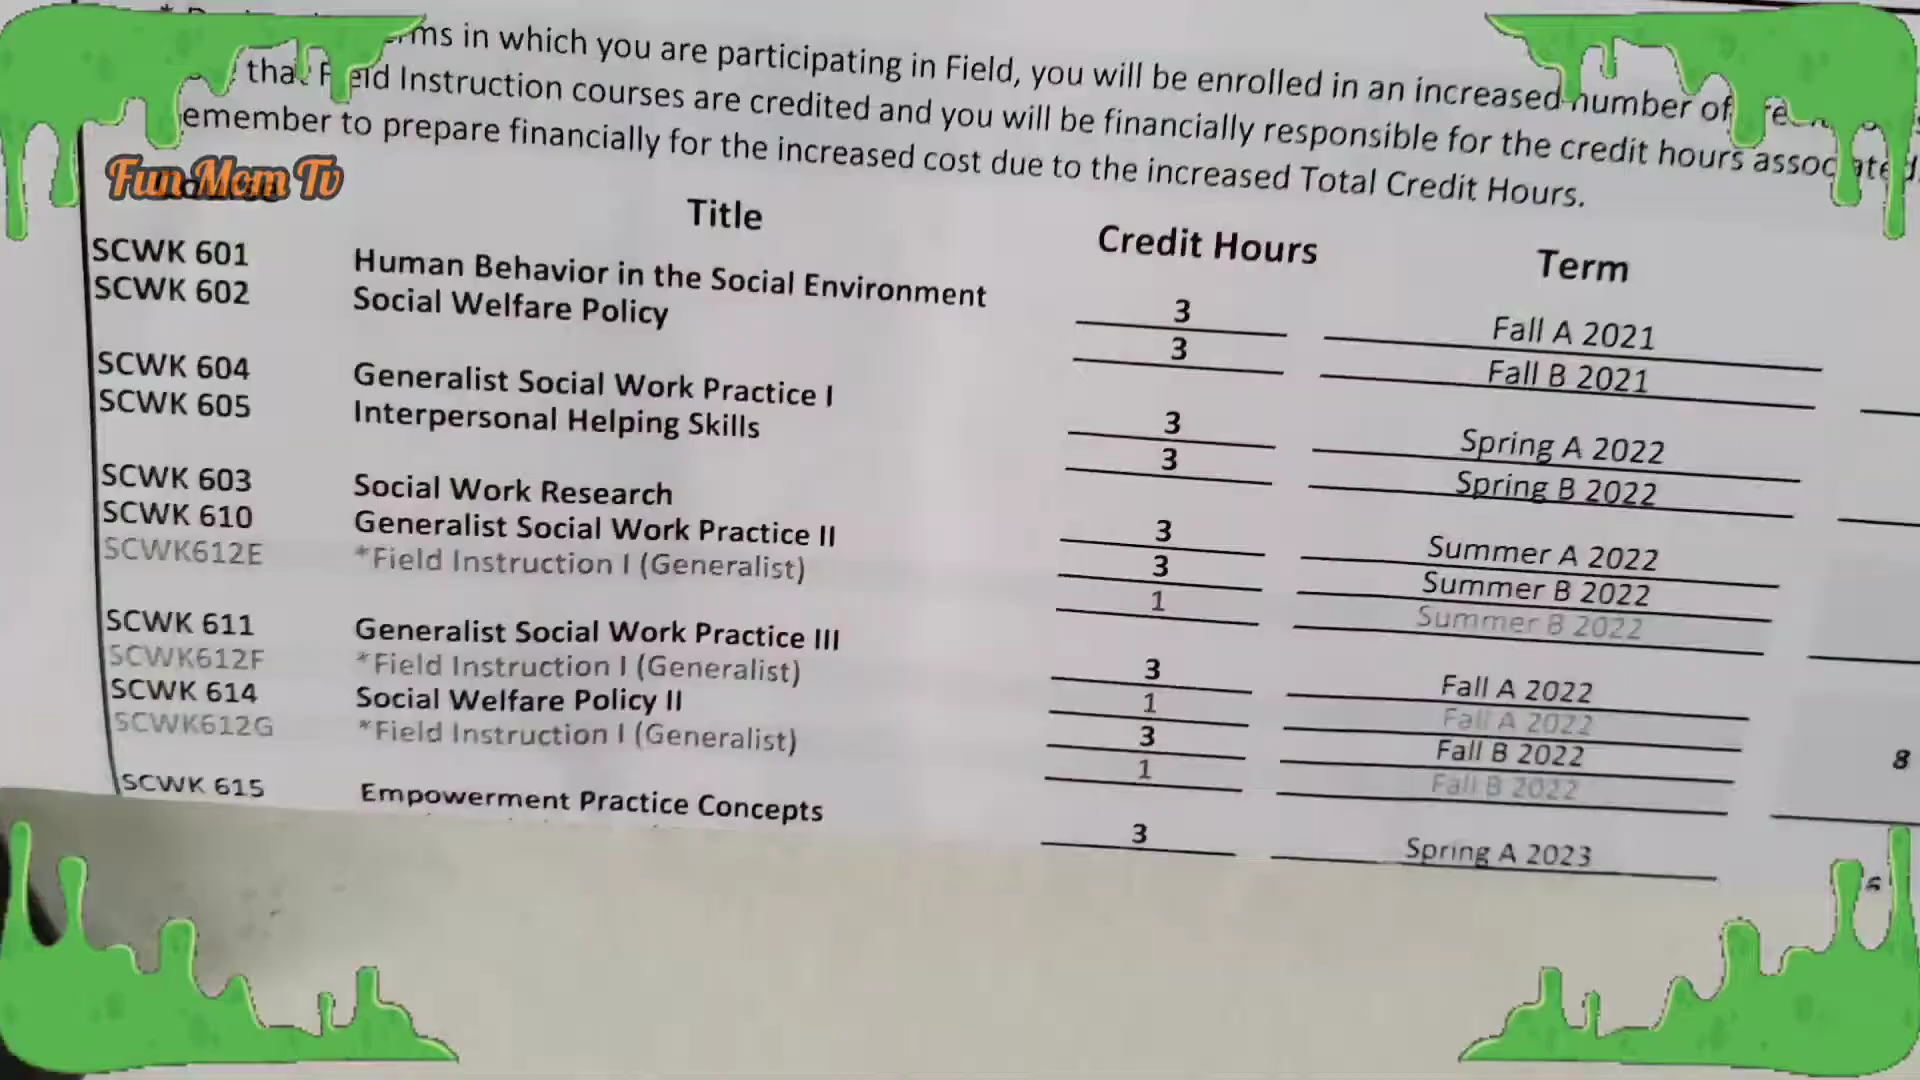 rms in which you are participating in Field, you will be enrolled in an increased number of
that Field Instruction courses are credited and you will be financially responsible for the credit hours associated
emember to prepare financially for the increased cost due to the increased Total Credit Hours.
Fun Mom Tv
Title Credit Hours Term
SCWK 601 Human Behavior in the Social Environment 3 Fall A 2021
SCWK 602 Social Welfare Policy 3 Fall B 2021
SCWK 604 Generalist Social Work Practice I 3 Spring A 2022
SCWK 605 Interpersonal Helping Skills 3 Spring B 2022
SCWK 603 Social Work Research 3 Summer A 2022
SCWK 610 Generalist Social Work Practice II 3 Summer B 2022
SCWK612E *Field Instruction I (Generalist) 1 Summer B 2022
SCWK 611 Generalist Social Work Practice III 3 Fall A 2022
SCWK612F *Field Instruction I (Generalist) 1 Fall A 2022
SCWK 614 Social Welfare Policy II 3 Fall B 2022 8
SCWK612G *Field Instruction I (Generalist) 1 Fall B 2022
SCWK 615 Empowerment Practice Concepts 3 Spring A 2023